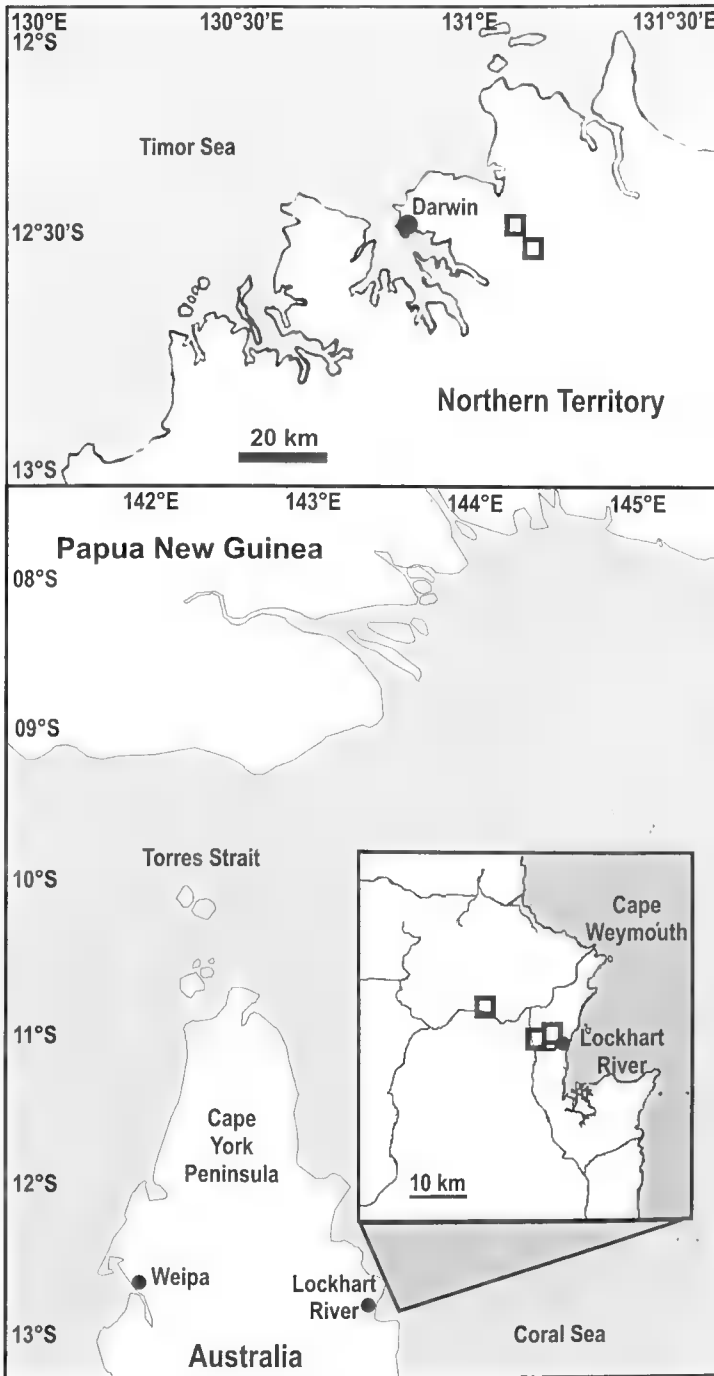 130°E 130°30'E 131°E 131°30'E
12°S
Timor Sea
Darwin
12°30'S
Northern Territory
20 km
13°S
142°E 143°E 144°E 145°E
Papua New Guinea
08°S
09°S
Torres Strait
10°S
Cape
Weymouth
11°S
Lockhart
River
Cape
York
Peninsula
12°S
10 km
Weipa
Lockhart
River
13°S
Coral Sea
Australia